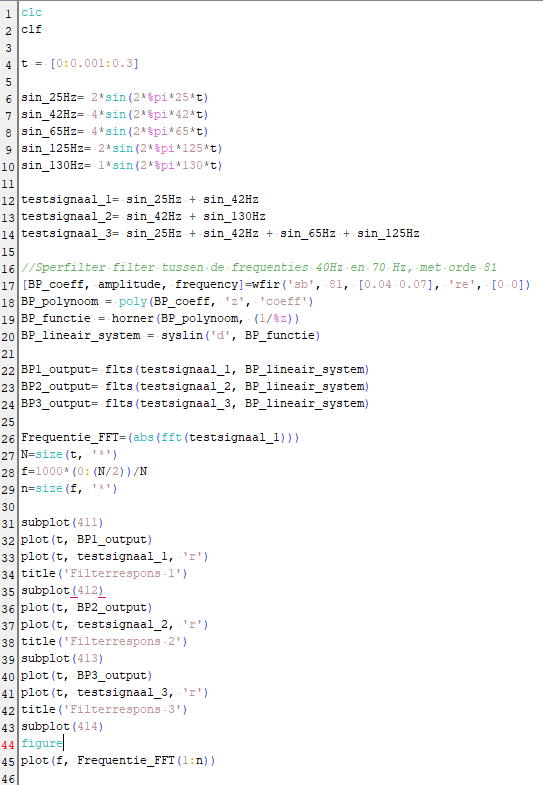 1 clc
2 clf
3
4 t = [0:0.001:0.3]
5
6 sin_25Hz= 2*sin(2*%pi*25*t)
7 sin_42Hz= 4*sin(2*%pi*42*t)
8 sin_65Hz= 4*sin(2*%pi*65*t)
9 sin_125Hz= 2*sin(2*%pi*125*t)
10 sin_130Hz= 1*sin(2*%pi*130*t)
11
12 testsignaal_1= sin_25Hz + sin_42Hz
13 testsignaal_2= sin_42Hz + sin_130Hz
14 testsignaal_3= sin_25Hz + sin_42Hz + sin_65Hz + sin_125Hz
15
16 //Sperfilter filter tussen de frequenties 40Hz en 70 Hz, met orde 81
17 [BP_coeff, amplitude, frequency]=wfir('sb', 81, [0.04 0.07], 're', [0 0])
18 BP_polynoom = poly(BP_coeff, 'z', 'coeff')
19 BP_functie = horner(BP_polynoom, (1/%z))
20 BP_lineair_system = syslin('d', BP_functie)
21
22 BP1_output= flts(testsignaal_1, BP_lineair_system)
23 BP2_output= flts(testsignaal_2, BP_lineair_system)
24 BP3_output= flts(testsignaal_3, BP_lineair_system)
25
26 Frequentie_FFT=(abs(fft(testsignaal_1)))
27 N=size(t, '*')
28 f=1000*(0:(N/2))/N
29 n=size(f, '*')
30
31 subplot(411)
32 plot(t, BP1_output)
33 plot(t, testsignaal_1, 'r')
34 title('Filterrespons 1')
35 subplot(412)
36 plot(t, BP2_output)
37 plot(t, testsignaal_2, 'r')
38 title('Filterrespons 2')
39 subplot(413)
40 plot(t, BP3_output)
41 plot(t, testsignaal_3, 'r')
42 title('Filterrespons 3')
43 subplot(414)
44 figure
45 plot(f, Frequentie_FFT(1:n))
46